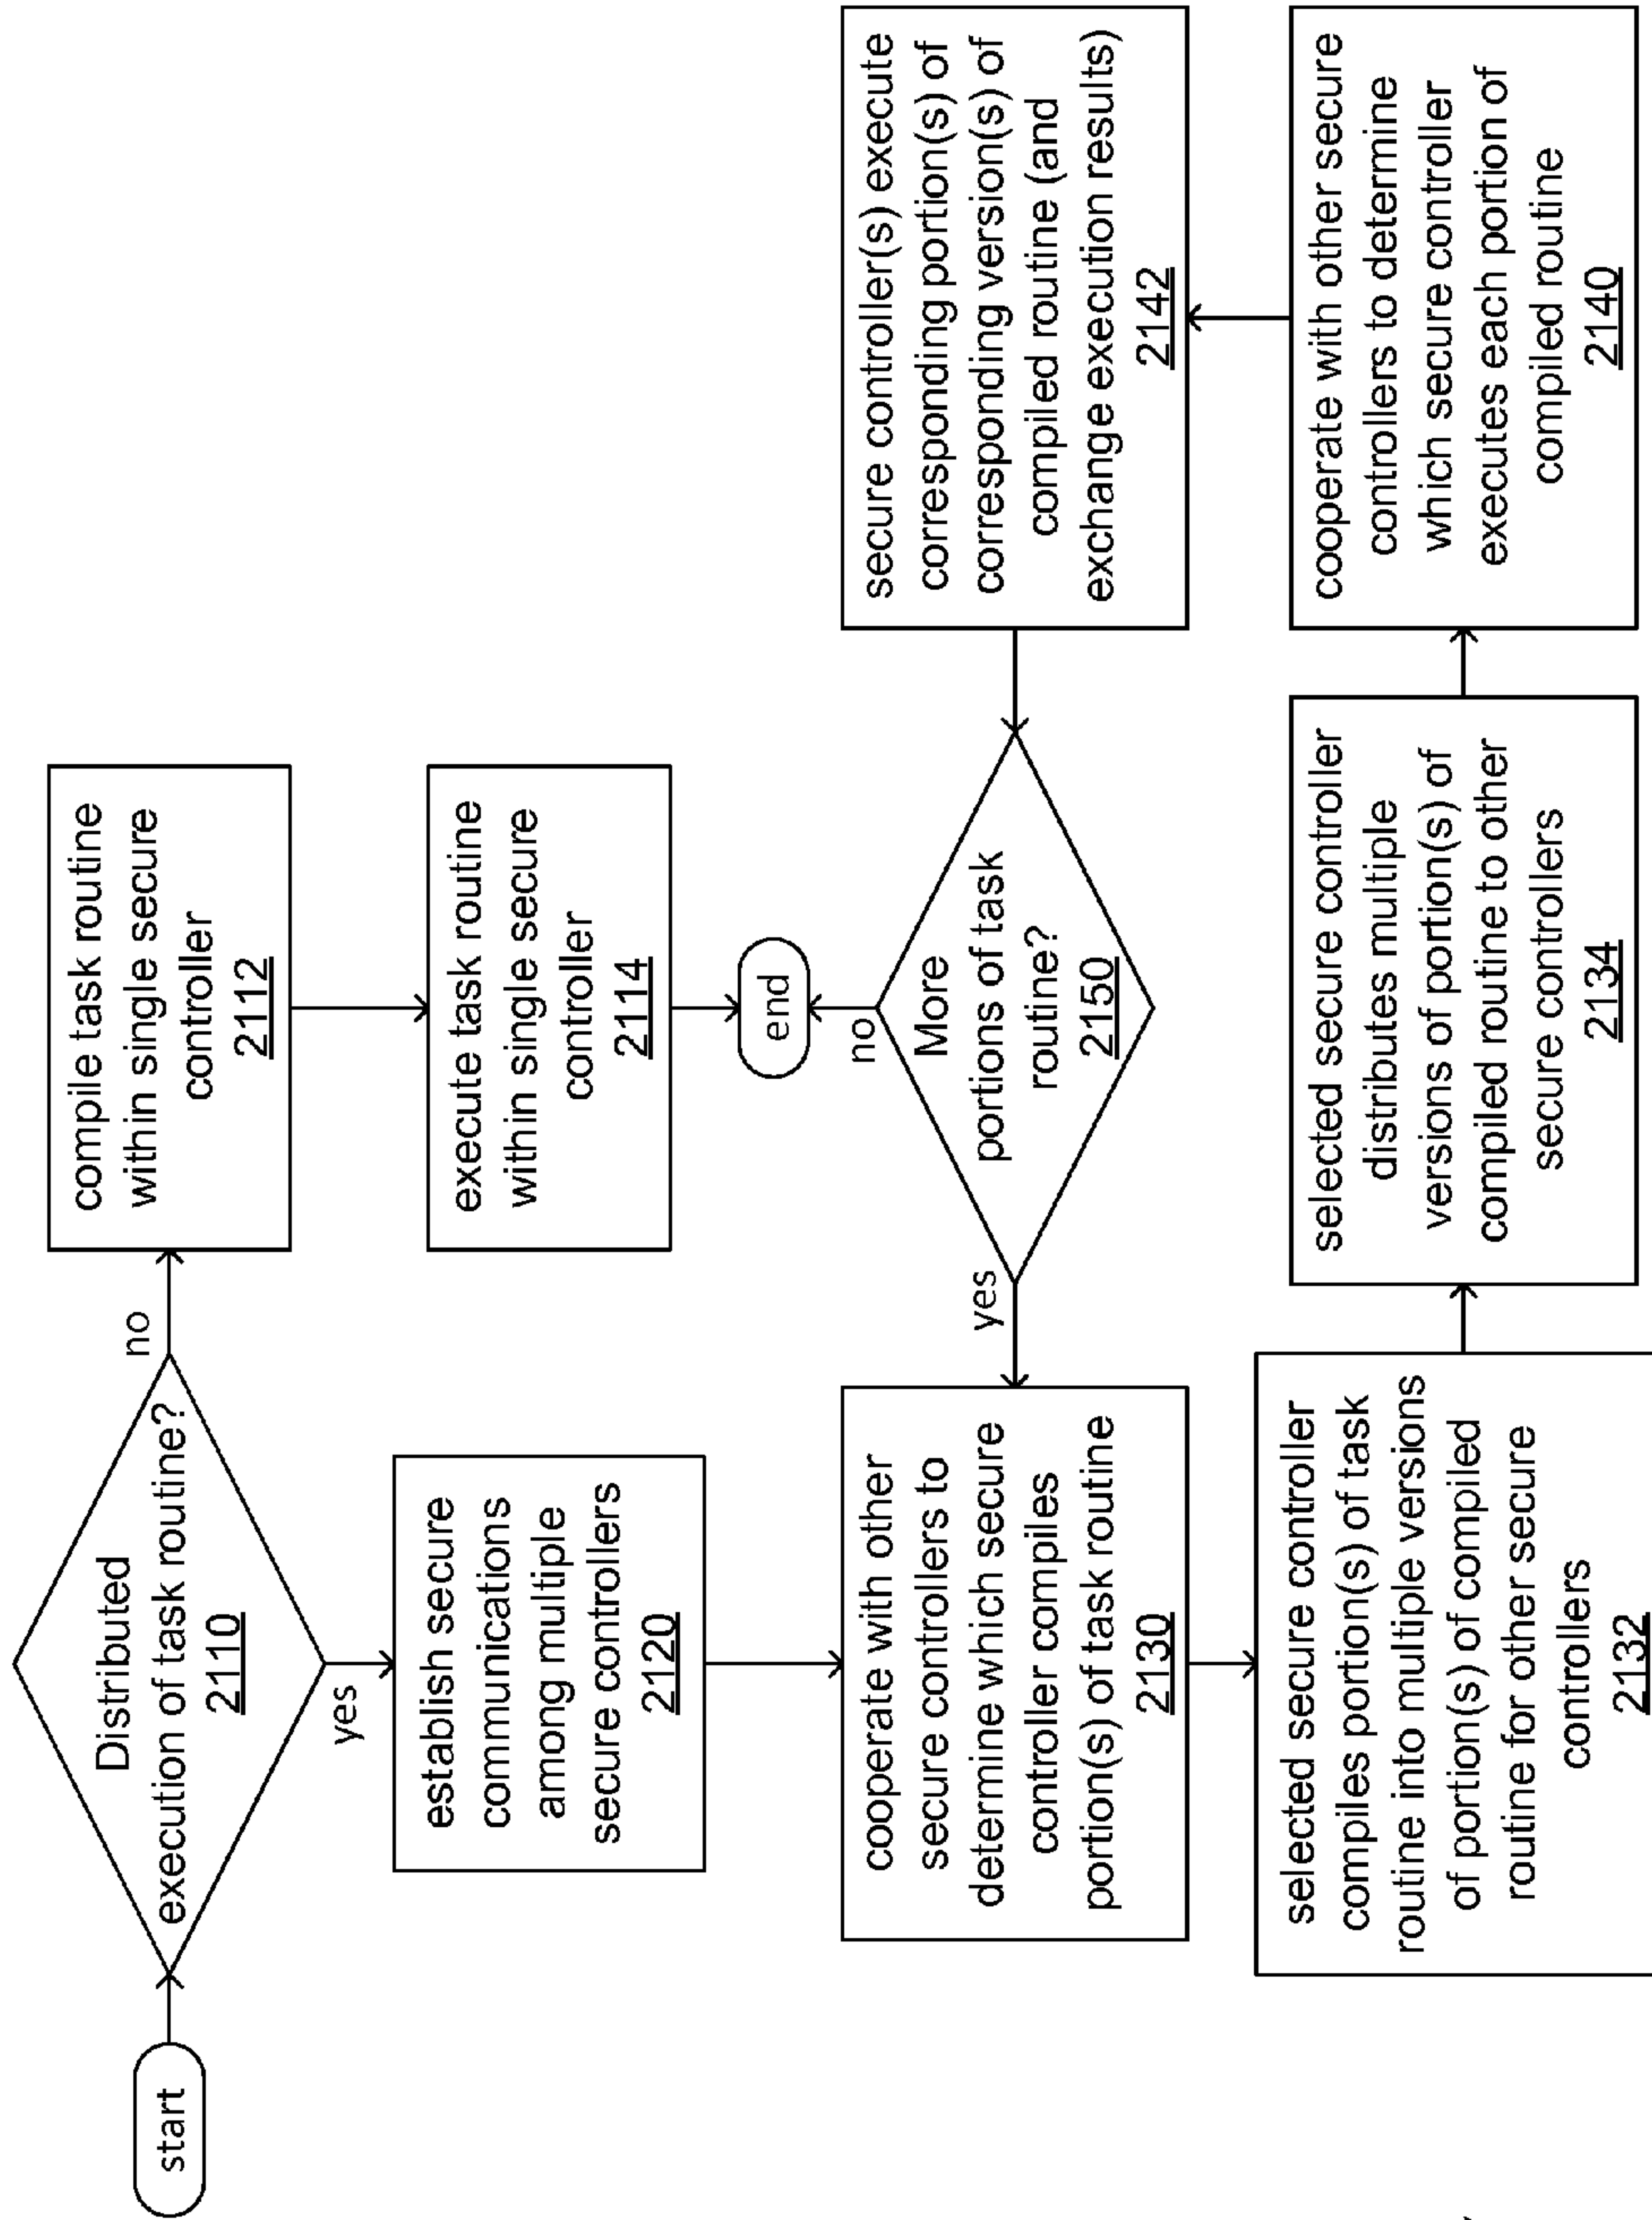 start
Distributed
execution of task routine?
2110
no
compile task routine
within single secure
controller
2112
execute task routine
within single secure
controller
2114
end
yes
establish secure
communications
among multiple
secure controllers
2120
cooperate with other
secure controllers to
determine which secure
controller compiles
portion(s) of task routine
2130
selected secure controller
compiles portion(s) of task
routine into multiple versions
of portion(s) of compiled
routine for other secure
controllers
2132
selected secure controller
distributes multiple
versions of portion(s) of
compiled routine to other
secure controllers
2134
cooperate with other secure
controllers to determine
which secure controller
executes each portion of
compiled routine
2140
secure controller(s) execute
corresponding portion(s) of
corresponding version(s) of
compiled routine (and
exchange execution results)
2142
More
portions of task
routine?
2150
no
yes